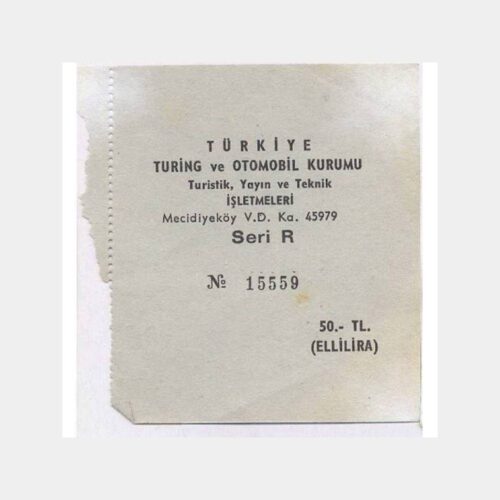 TÜRKİYE
TURİNG ve OTOMOBİL KURUMU
Turistik, Yayın ve Teknik
İŞLETMELERİ
Mecidiyeköy V.D. Ka. 45979
Seri R
№ 15559
50.- TL.
(ELLİLİRA)